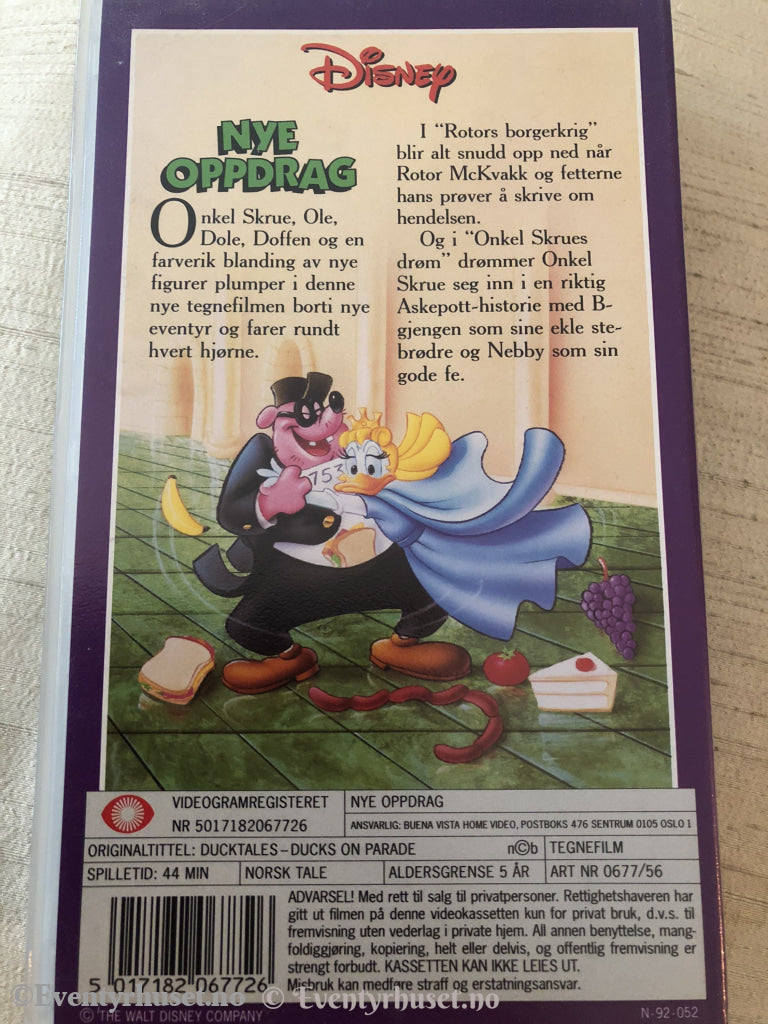 DISNEY
NYE
OPPDRAG
Onkel Skrue, Ole,
Dole, Doffen og en
farverik blanding av nye
figurer plumper i denne
nye tegnefilmen borti nye
eventyr og farer rundt
hvert hjørne.
I “Rotors borgerkrig”
blir alt snudd opp ned når
Rotor McKvakk og fetterne
hans prøver å skrive om
hendelsen.
Og i “Onkel Skrues
drøm” drømmer Onkel
Skrue seg inn i en riktig
Askepott-historie med B-
gjengen som sine ekle ste-
brødre og Nebby som sin
gode fe.
753
VIDEOGRAMREGISTERET
NR 5017182067726
NYE OPPDRAG
ANSVARLIG: BUENA VISTA HOME VIDEO, POSTBOKS 476 SENTRUM 0105 OSLO 1
ORIGINALTITTEL: DUCKTALES – DUCKS ON PARADE
n©b
TEGNEFILM
SPILLETID: 44 MIN
NORSK TALE
ALDERSGRENSE 5 ÅR
ART NR 0677/56
ADVARSEL! Med rett til salg til privatpersoner. Rettighetshaveren har
gitt ut filmen på denne videokassetten kun for privat bruk, d.v.s. til
fremvisning uten vederlag i private hjem. All annen benyttelse, mang-
foldiggjøring, kopiering, helt eller delvis, og offentlig fremvisning er
strengt forbudt. KASSETTEN KAN IKKE LEIES UT.
Misbruk kan medføre straff og erstatningsansvar.
5 017182 067726
©Eventyrhuset.no © Eventyrhuset.no
© THE WALT DISNEY COMPANY
N-92-052